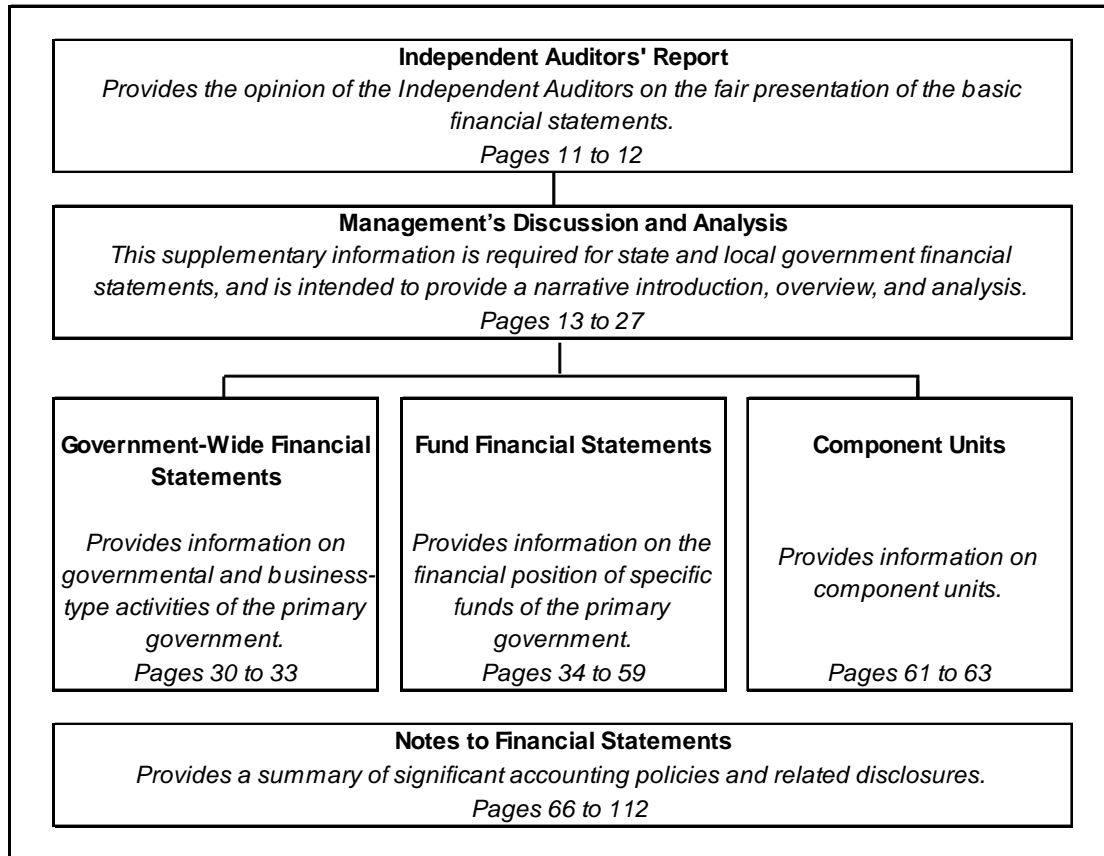 Independent Auditors' Report
Provides the opinion of the Independent Auditors on the fair presentation of the basic
financial statements.
Pages 11 to 12
Management’s Discussion and Analysis
This supplementary information is required for state and local government financial
statements, and is intended to provide a narrative introduction, overview, and analysis.
Pages 13 to 27
Government-Wide Financial
Statements
Provides information on
governmental and business-
type activities of the primary
government.
Pages 30 to 33
Fund Financial Statements
Provides information on the
financial position of specific
funds of the primary
government.
Pages 34 to 59
Component Units
Provides information on
component units.
Pages 61 to 63
Notes to Financial Statements
Provides a summary of significant accounting policies and related disclosures.
Pages 66 to 112